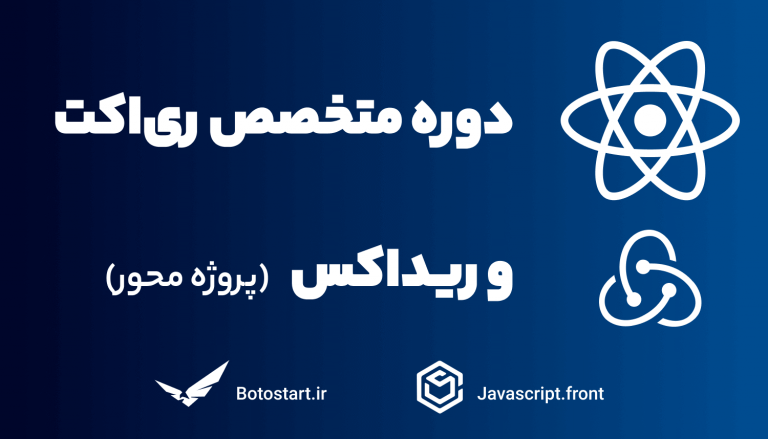 دوره متخصص ری‌اکت
و ریداکس (پروژه محور)
Botostart.ir Javascript.front